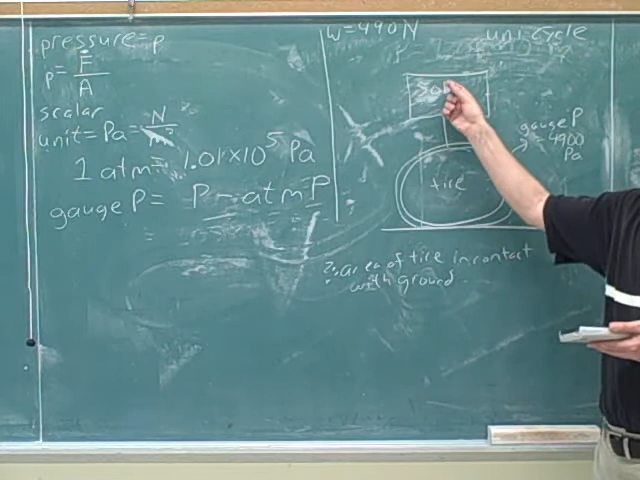 pressure = p
p = F/A
scalar
unit = Pa = N/m²
1 atm = 1.01×10⁵ Pa
gauge P = P - atm P
W = 490 N
unicycle
tire
gauge P
= 4900
Pa
?: area of tire in contact
with ground